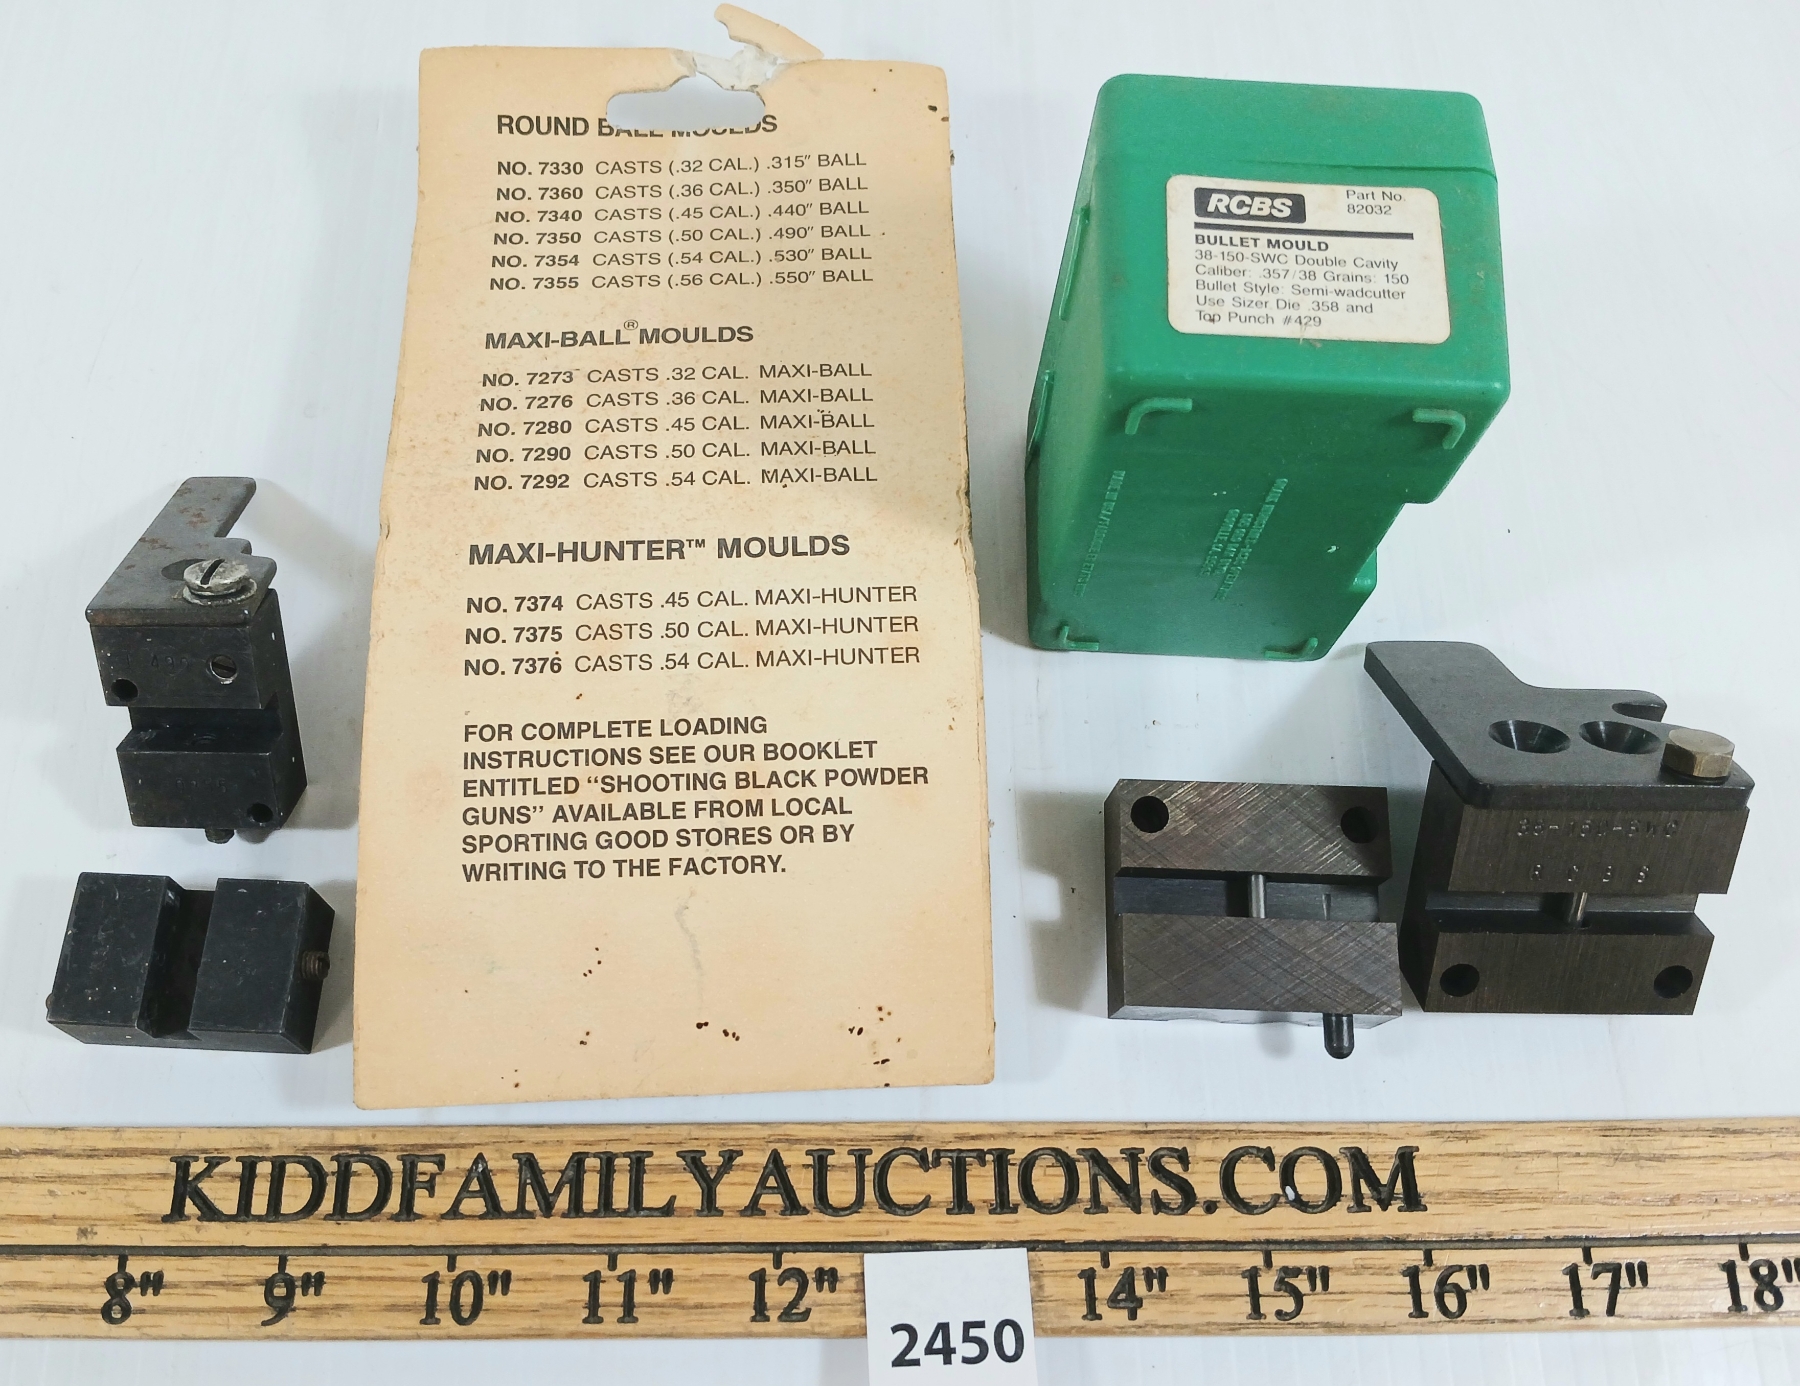 ROUND BALL MOULDS
NO. 7330 CASTS (.32 CAL.) .315" BALL
NO. 7360 CASTS (.36 CAL.) .350" BALL
NO. 7340 CASTS (.45 CAL.) .440" BALL
NO. 7350 CASTS (.50 CAL.) .490" BALL
NO. 7354 CASTS (.54 CAL.) .530" BALL
NO. 7355 CASTS (.56 CAL.) .550" BALL
MAXI-BALL® MOULDS
NO. 7273 CASTS .32 CAL. MAXI-BALL
NO. 7276 CASTS .36 CAL. MAXI-BALL
NO. 7280 CASTS .45 CAL. MAXI-BALL
NO. 7290 CASTS .50 CAL. MAXI-BALL
NO. 7292 CASTS .54 CAL. MAXI-BALL
MAXI-HUNTER™ MOULDS
NO. 7374 CASTS .45 CAL. MAXI-HUNTER
NO. 7375 CASTS .50 CAL. MAXI-HUNTER
NO. 7376 CASTS .54 CAL. MAXI-HUNTER
FOR COMPLETE LOADING
INSTRUCTIONS SEE OUR BOOKLET
ENTITLED "SHOOTING BLACK POWDER
GUNS" AVAILABLE FROM LOCAL
SPORTING GOOD STORES OR BY
WRITING TO THE FACTORY.
RCBS
Part No.
82032
BULLET MOULD
38-150-SWC Double Cavity
Caliber: .357/38 Grains: 150
Bullet Style: Semi-wadcutter
Use Sizer Die .358 and
Top Punch #429
38-150-SWC
RCBS
KIDDFAMILYAUCTIONS.COM
8" 9" 10" 11" 12" 14" 15" 16" 17" 18"
2450